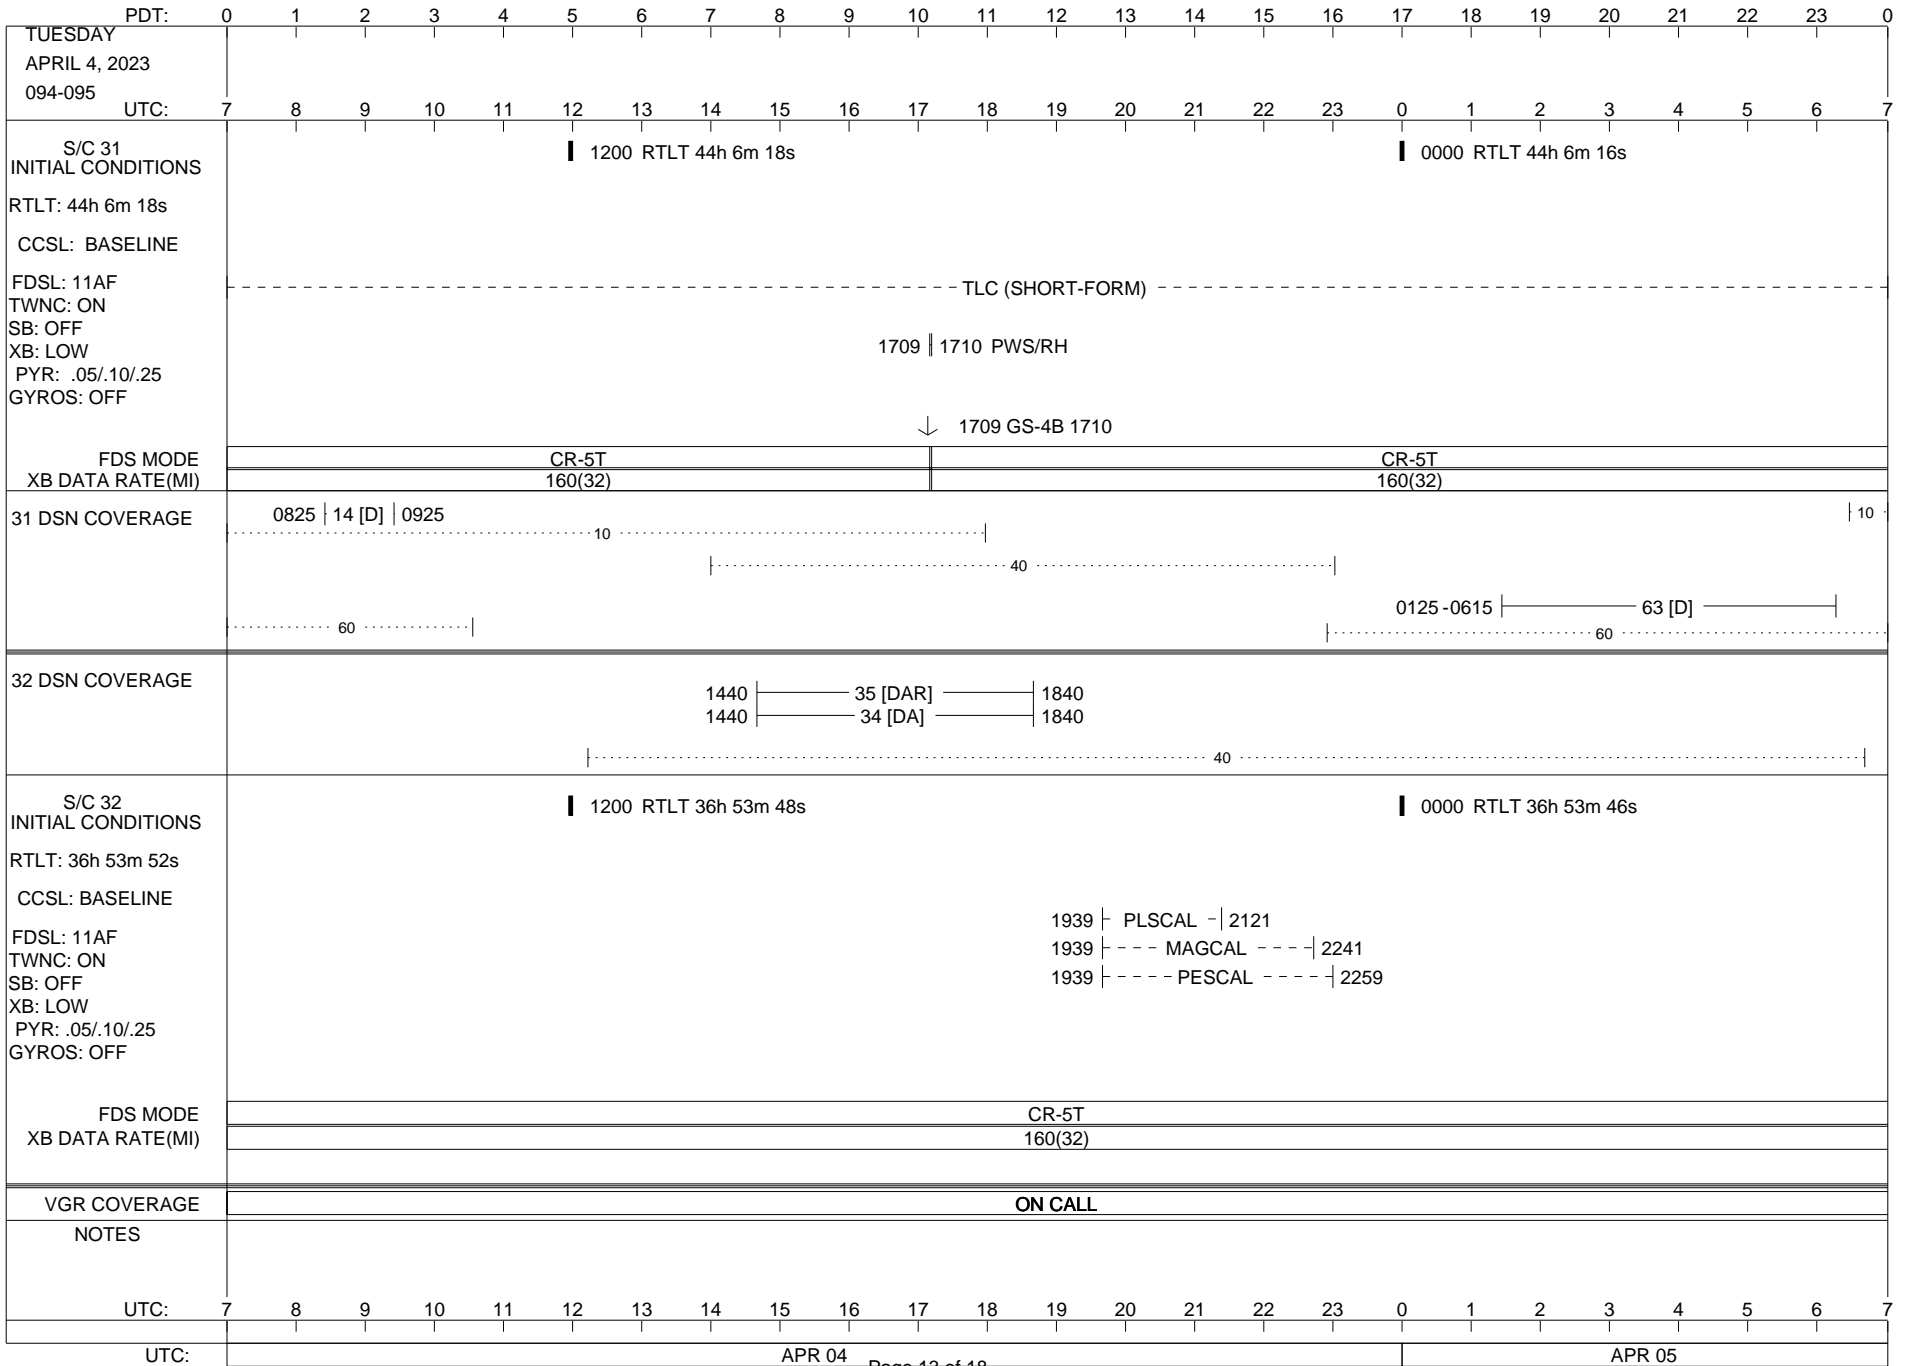 PDT: 0 1 2 3 4 5 6 7 8 9 10 11 12 13 14 15 16 17 18 19 20 21 22 23 0
TUESDAY
APRIL 4, 2023
094-095
UTC: 7 8 9 10 11 12 13 14 15 16 17 18 19 20 21 22 23 0 1 2 3 4 5 6 7
S/C 31
INITIAL CONDITIONS
1200 RTLT 44h 6m 18s
0000 RTLT 44h 6m 16s
RTLT: 44h 6m 18s
CCSL: BASELINE
FDSL: 11AF
TLC (SHORT-FORM)
TWNC: ON
SB: OFF
XB: LOW
1709 1710 PWS/RH
PYR: .05/.10/.25
GYROS: OFF
1709 GS-4B 1710
FDS MODE CR-5T CR-5T
XB DATA RATE(MI) 160(32) 160(32)
31 DSN COVERAGE
0825 14 [D] 0925
10
10
40
0125-0615 63 [D]
60
60
32 DSN COVERAGE
1440 35 [DAR] 1840
1440 34 [DA] 1840
40
S/C 32
INITIAL CONDITIONS
1200 RTLT 36h 53m 48s
0000 RTLT 36h 53m 46s
RTLT: 36h 53m 52s
CCSL: BASELINE
1939 PLSCAL 2121
FDSL: 11AF
1939 MAGCAL 2241
TWNC: ON
1939 PESCAL 2259
SB: OFF
XB: LOW
PYR: .05/.10/.25
GYROS: OFF
FDS MODE CR-5T
XB DATA RATE(MI) 160(32)
VGR COVERAGE ON CALL
NOTES
UTC: 7 8 9 10 11 12 13 14 15 16 17 18 19 20 21 22 23 0 1 2 3 4 5 6 7
UTC: APR 04 APR 05
Page 13 of 18